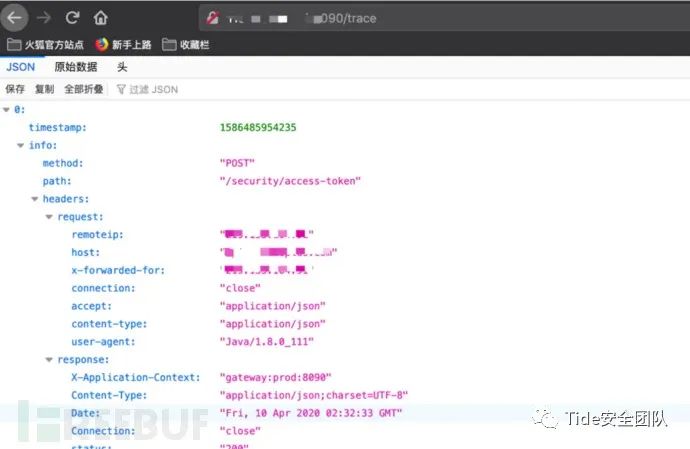 090/trace
火狐官方站点 新手上路 收藏栏
JSON 原始数据 头
保存 复制 全部折叠 过滤 JSON
0:
timestamp: 1586485954235
info:
method: "POST"
path: "/security/access-token"
headers:
request:
remoteip: " "
host: " "
x-forwarded-for: " "
connection: "close"
accept: "application/json"
content-type: "application/json"
user-agent: "Java/1.8.0_111"
response:
X-Application-Context: "gateway:prod:8090"
Content-Type: "application/json;charset=UTF-8"
Date: "Fri, 10 Apr 2020 02:32:33 GMT"
Connection: "close"
status: "200"
FREEBUF
Tide安全团队